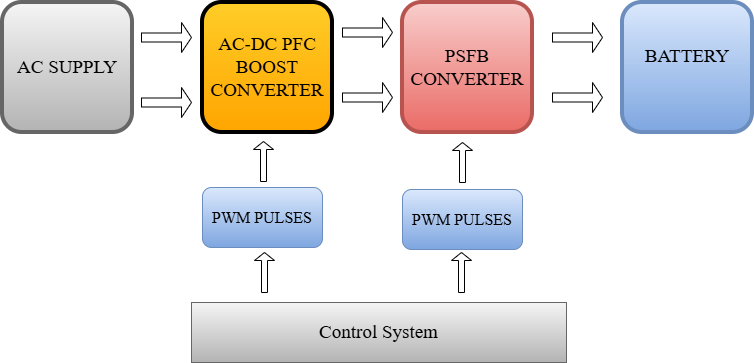 AC SUPPLY
AC-DC PFC
BOOST
CONVERTER
PSFB
CONVERTER
BATTERY
PWM PULSES
PWM PULSES
Control System